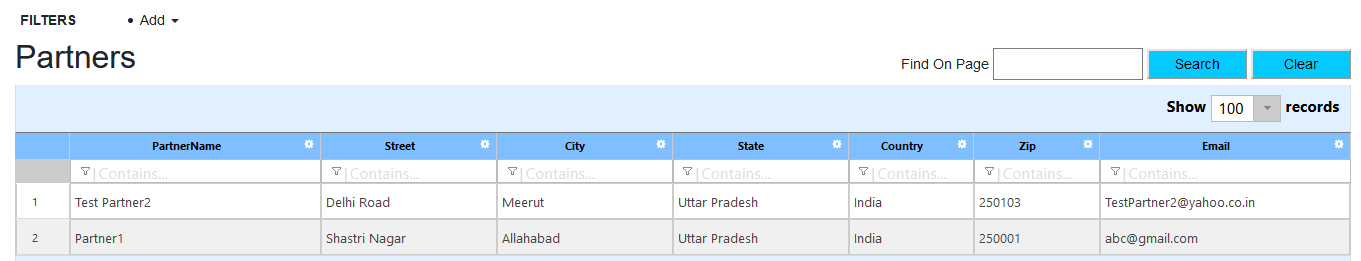 FILTERS • Add
Partners
Find On Page Search Clear
Show 100 records
PartnerName Street City State Country Zip Email
|Contains... |Contains... |Contains... |Contains... |Contains... |Contains... |Contains...
1 Test Partner2 Delhi Road Meerut Uttar Pradesh India 250103 TestPartner2@yahoo.co.in
2 Partner1 Shastri Nagar Allahabad Uttar Pradesh India 250001 abc@gmail.com